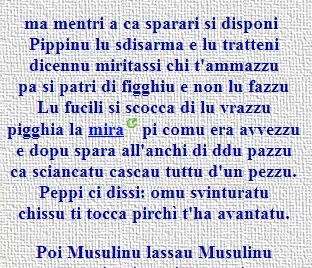 ma mentri a ca sparari si disponi
Pippinu lu sdisarma e lu tratteni
dicennu miritassi chi t'ammazzu
pa si patri di figghiu e non lu fazzu
Lu fucili si scocca di lu vrazzu
pigghia la mira pi comu era avvezzu
e dopu spara all'anchi di ddu pazzu
ca sciancatu cascau tuttu d'un pezzu.
Peppi ci dissi: omu svinturatu
chissu ti tocca pirchì t'ha avantatu.
Poi Musulinu lassau Musulinu